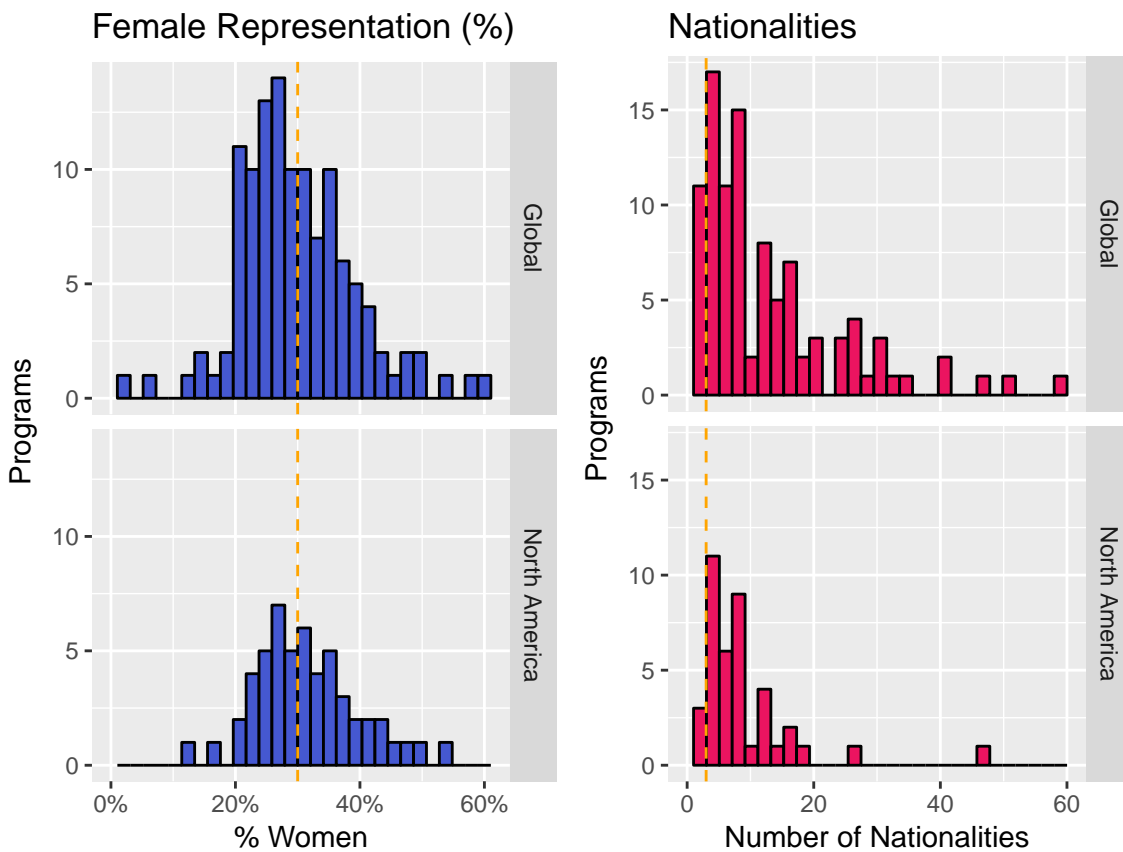 Female Representation (%)
Programs
10
5
0
Global
10
5
0
North America
0%
20%
40%
60%
% Women
Nationalities
Programs
15
10
5
0
Global
15
10
5
0
North America
0
20
40
60
Number of Nationalities